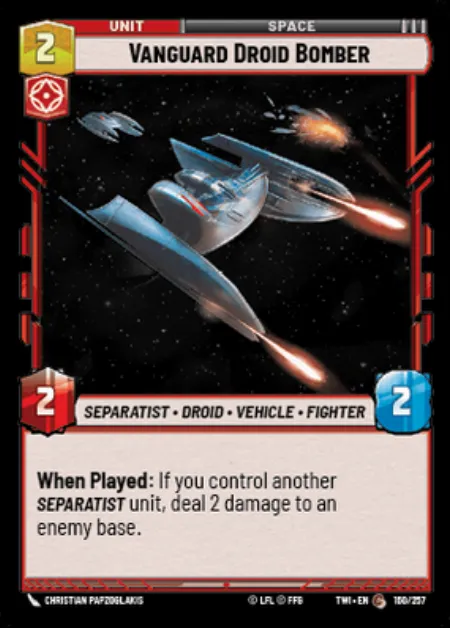 UNIT
SPACE
2
VANGUARD DROID BOMBER
2
SEPARATIST • DROID • VEHICLE • FIGHTER
2
When Played: If you control another
SEPARATIST unit, deal 2 damage to an
enemy base.
CHRISTIAN PAPZOGLAKIS
© LFL © FFG
TWI • EN
160/257